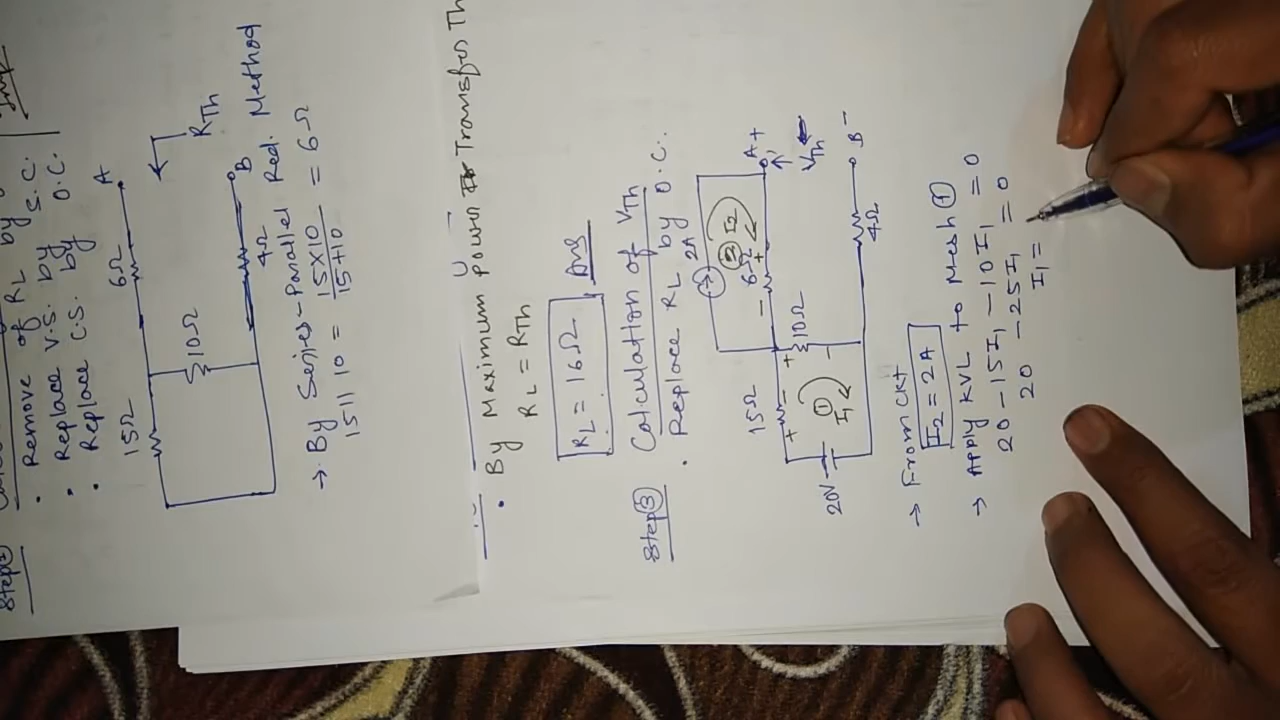 Step①
• Remove of RL by
• Replace V.S. by S.C.
• Replace C.S. by O.C.
15Ω 6Ω A
10Ω RTh
4Ω B
→ By Series-Parallel Red. Method
15||10 = 15×10/15+10 = 6Ω
• By Maximum power Transfer Th
RL = RTh
RL = 16Ω Ans
Step③ Calculation of VTh
• Replace RL by O.C.
2A
② I2
15Ω 6Ω A+
+ - + - +
20V ① I1 10Ω VTh
-
4Ω B-
→ From Ckt
I2 = 2A
→ Apply KVL to Mesh①
20 - 15I1 - 10I1 = 0
20 - 25I1 = 0
I1 =